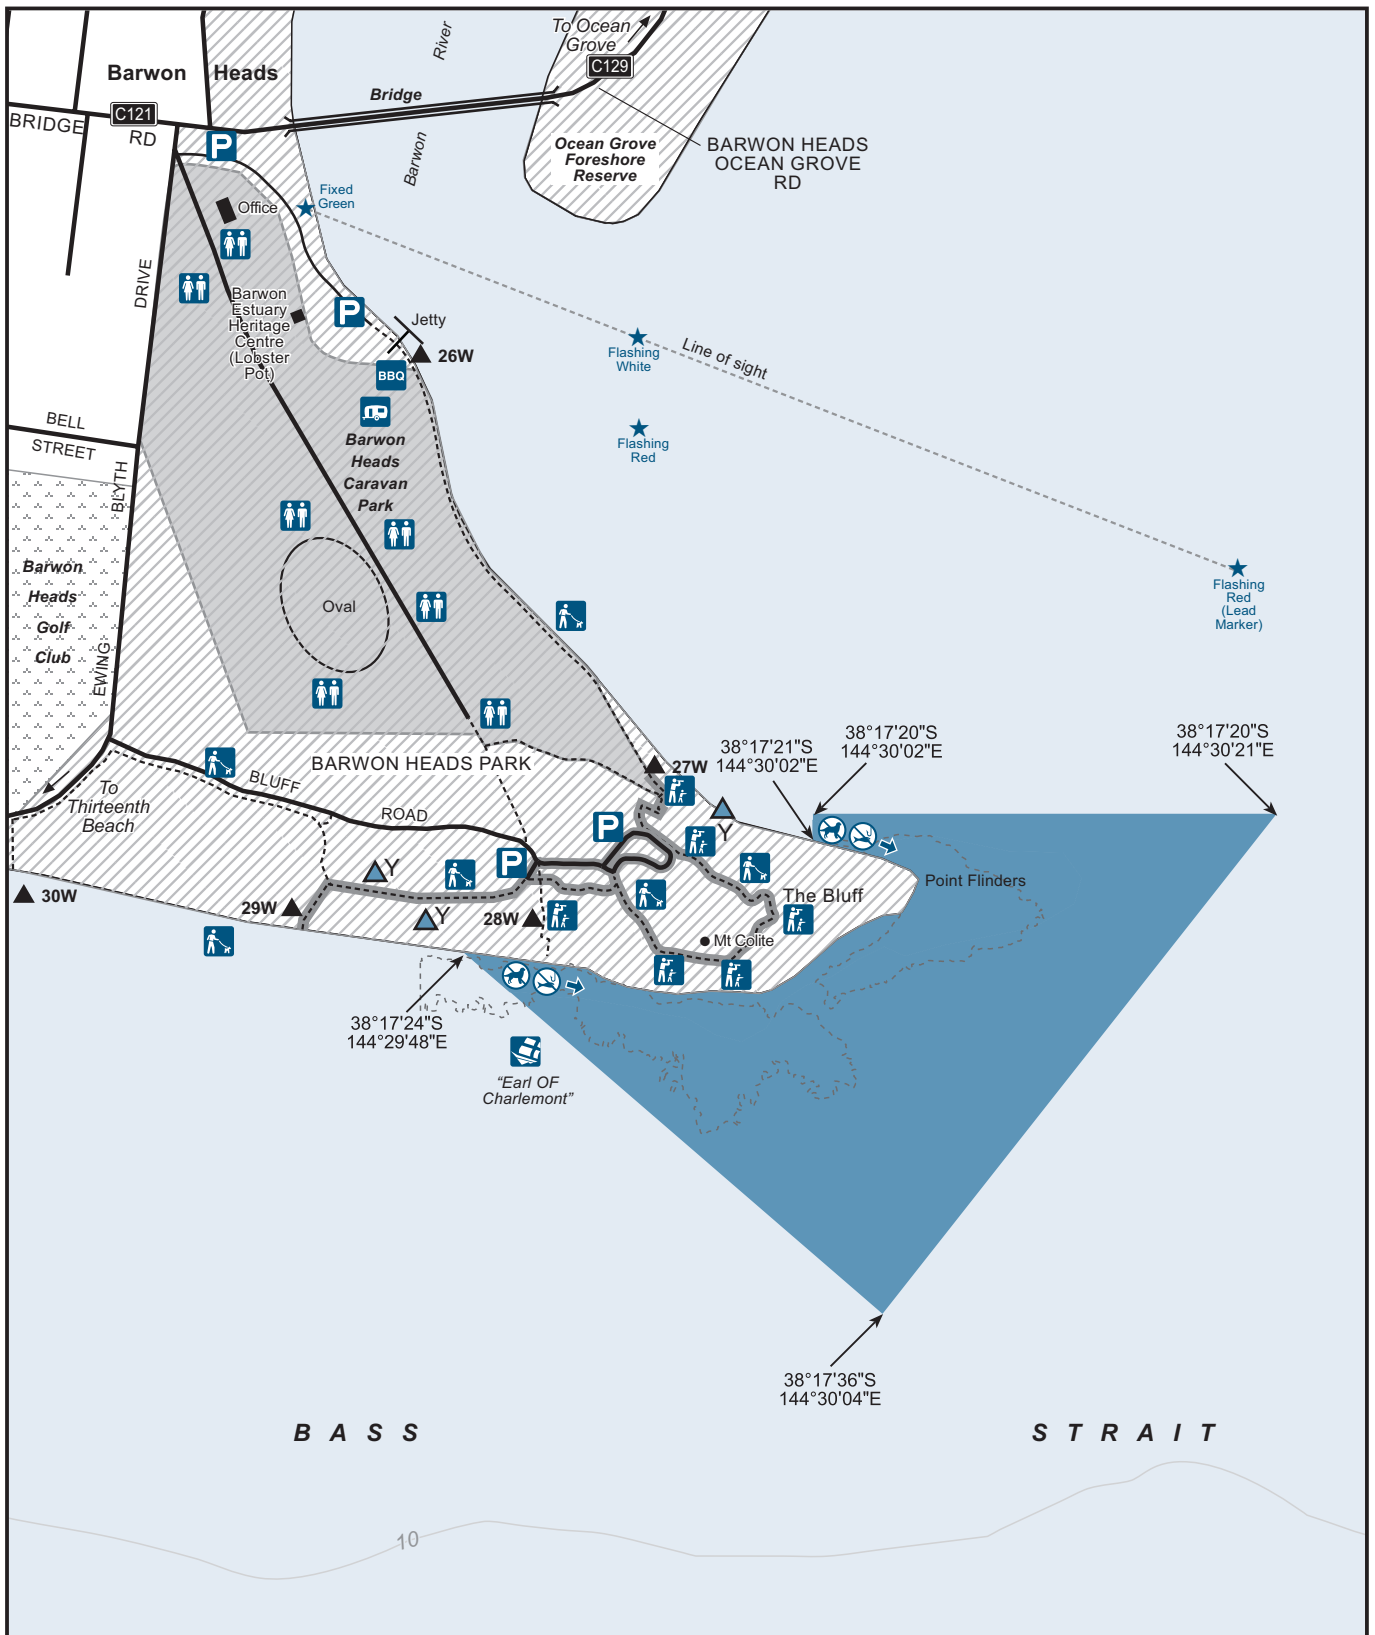 To Ocean
Grove
River
C129
Barwon Heads
Bridge
C121
BRIDGE
RD
P
Barwon
Ocean Grove
Foreshore
Reserve
BARWON HEADS
OCEAN GROVE
RD
Fixed
Green
Office
DRIVE
Barwon
Estuary
Heritage
Centre
(Lobster
Pot)
P
Jetty
26W
Flashing
White
Line of sight
BBQ
BELL
STREET
Barwon
Heads
Caravan
Park
Flashing
Red
BLYTH
Barwon
Heads
Golf
Club
Oval
Flashing
Red
(Lead
Marker)
EWING
38°17'20"S
144°30'02"E
38°17'20"S
144°30'21"E
38°17'21"S
144°30'02"E
BARWON HEADS PARK
27W
To
Thirteenth
Beach
BLUFF
ROAD
P
Y
P
Y
The Bluff
Point Flinders
30W
29W
Y
28W
Mt Colite
38°17'24"S
144°29'48"E
“Earl OF
Charlemont”
38°17'36"S
144°30'04"E
BASS STRAIT
10